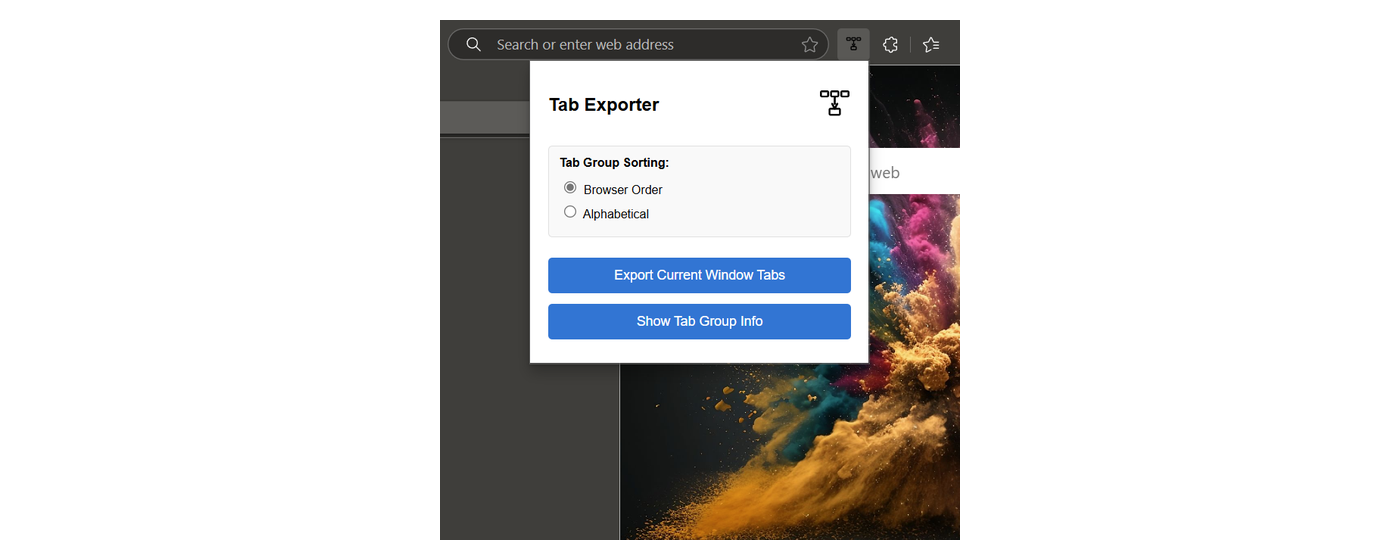 Search or enter web address
Tab Exporter
web
Tab Group Sorting:
Browser Order
Alphabetical
Export Current Window Tabs
Show Tab Group Info